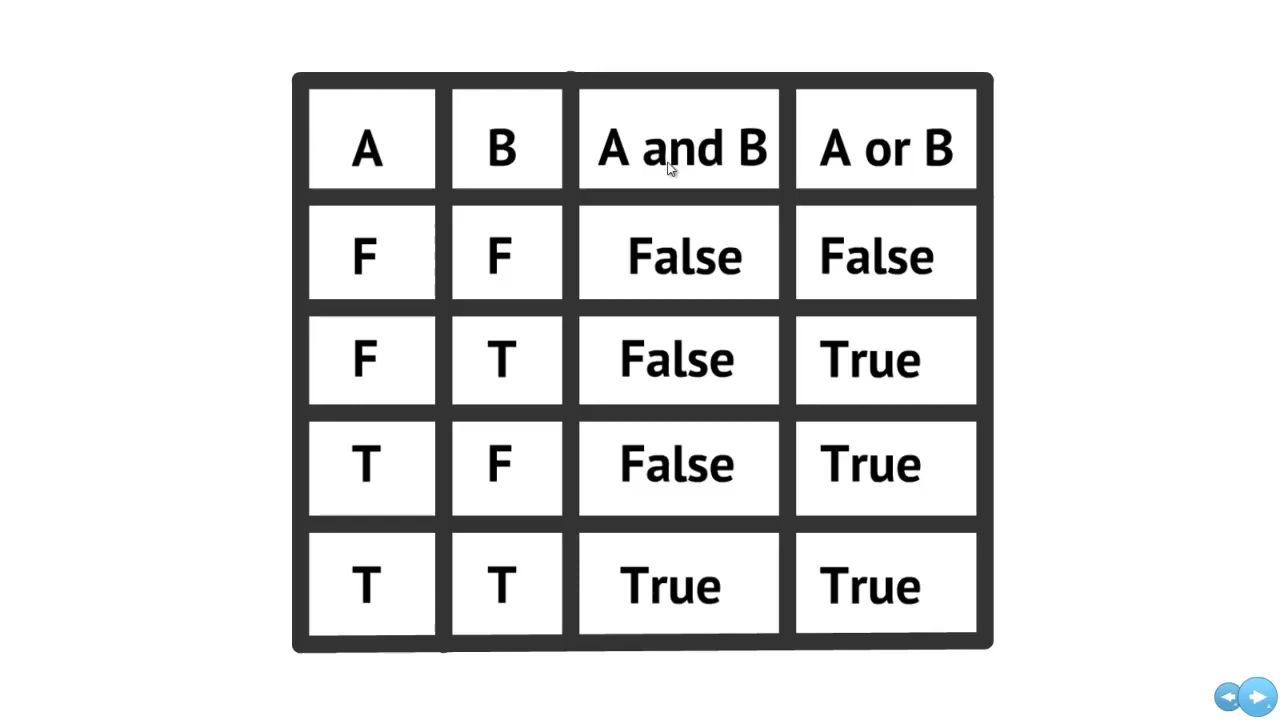 A B A and B A or B
F F False False
F T False True
T F False True
T T True True